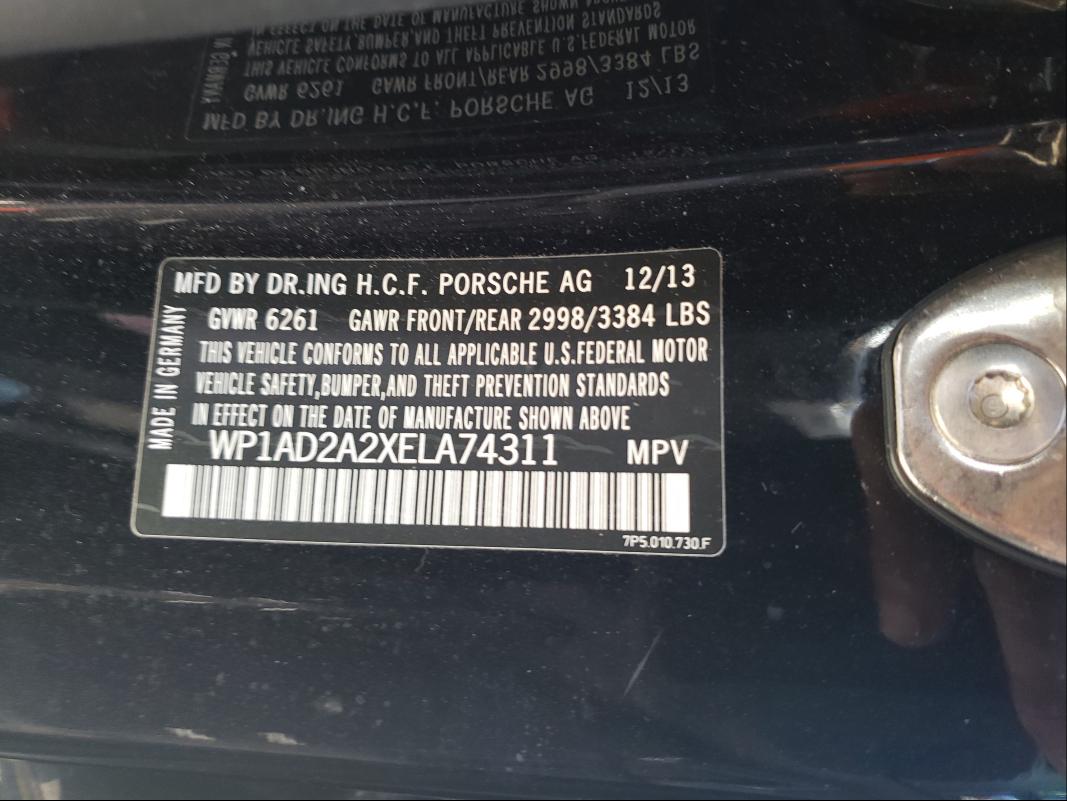 MFD BY DR.ING H.C.F. PORSCHE AG 12/13
GVWR 6261 GAWR FRONT/REAR 2998/3384 LBS
THIS VEHICLE CONFORMS TO ALL APPLICABLE U.S.FEDERAL MOTOR
VEHICLE SAFETY,BUMPER,AND THEFT PREVENTION STANDARDS
IN EFFECT ON THE DATE OF MANUFACTURE SHOWN ABOVE
WP1AD2A2XELA74311 MPV
7P5.010.730.F
MADE IN GERMANY